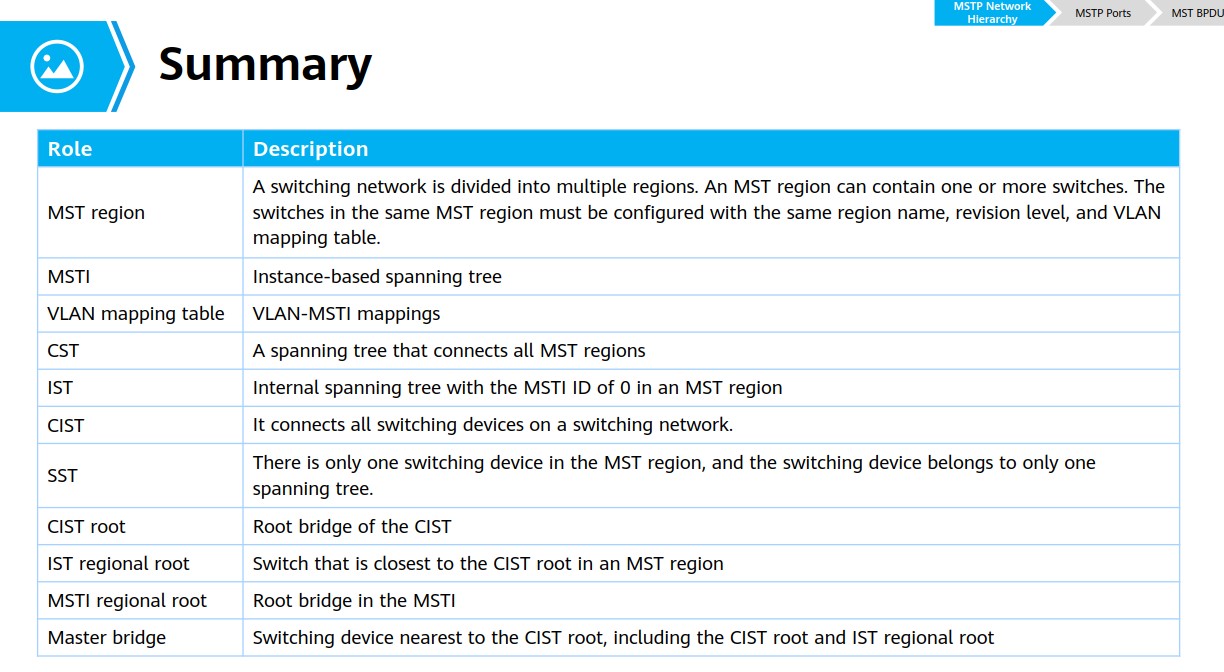 MSTP Network
Hierarchy
MSTP Ports
MST BPDU
Summary
Role
Description
MST region
A switching network is divided into multiple regions. An MST region can contain one or more switches. The
switches in the same MST region must be configured with the same region name, revision level, and VLAN
mapping table.
MSTI
Instance-based spanning tree
VLAN mapping table
VLAN-MSTI mappings
CST
A spanning tree that connects all MST regions
IST
Internal spanning tree with the MSTI ID of 0 in an MST region
CIST
It connects all switching devices on a switching network.
SST
There is only one switching device in the MST region, and the switching device belongs to only one
spanning tree.
CIST root
Root bridge of the CIST
IST regional root
Switch that is closest to the CIST root in an MST region
MSTI regional root
Root bridge in the MSTI
Master bridge
Switching device nearest to the CIST root, including the CIST root and IST regional root